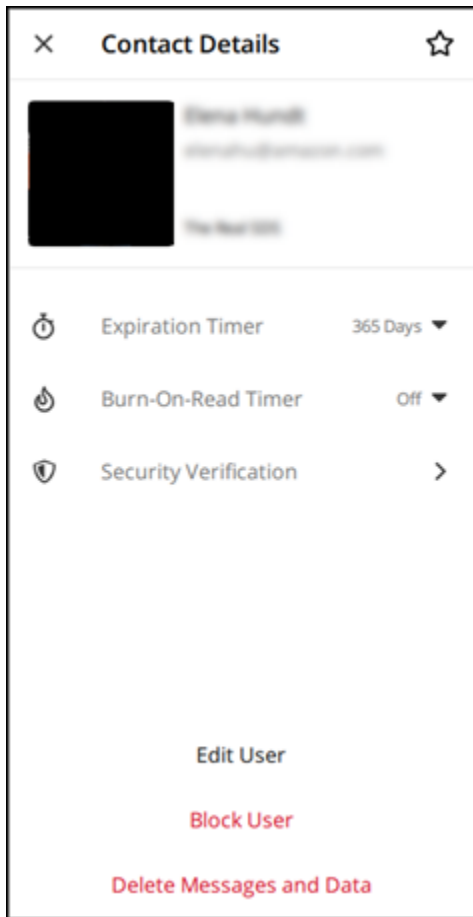 Contact Details
Expiration Timer 365 Days
Burn-On-Read Timer Off
Security Verification
Edit User
Block User
Delete Messages and Data